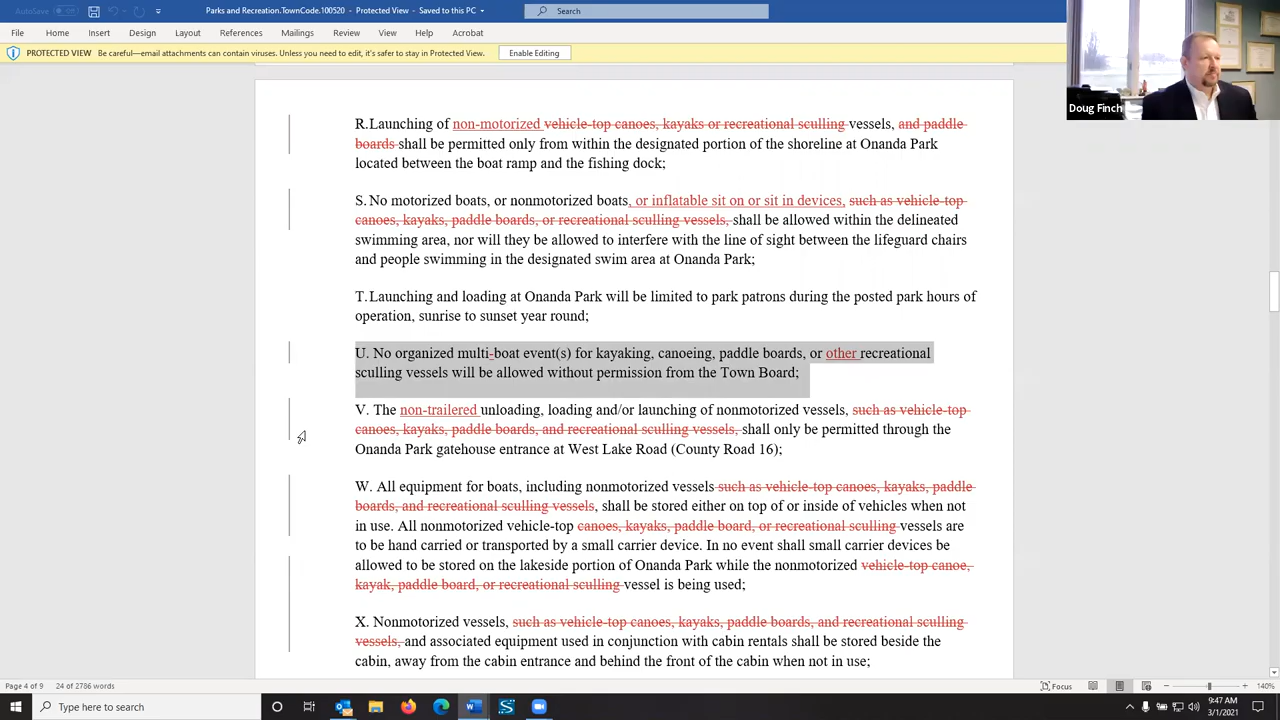 AutoSave Off Parks and Recreation.TownCode.100520 - Protected View - Saved to this PC Search
File Home Insert Design Layout References Mailings Review View Help Acrobat
PROTECTED VIEW Be careful—email attachments can contain viruses. Unless you need to edit, it's safer to stay in Protected View. Enable Editing
Doug Finch
R.Launching of non-motorized vehicle-top canoes, kayaks or recreational sculling vessels, and paddle
boards shall be permitted only from within the designated portion of the shoreline at Onanda Park
located between the boat ramp and the fishing dock;
S. No motorized boats, or nonmotorized boats, or inflatable sit on or sit in devices, such as vehicle-top
canoes, kayaks, paddle boards, or recreational sculling vessels, shall be allowed within the delineated
swimming area, nor will they be allowed to interfere with the line of sight between the lifeguard chairs
and people swimming in the designated swim area at Onanda Park;
T. Launching and loading at Onanda Park will be limited to park patrons during the posted park hours of
operation, sunrise to sunset year round;
U. No organized multi-boat event(s) for kayaking, canoeing, paddle boards, or other recreational
sculling vessels will be allowed without permission from the Town Board;
V. The non-trailered unloading, loading and/or launching of nonmotorized vessels, such as vehicle-top
canoes, kayaks, paddle boards, and recreational sculling vessels, shall only be permitted through the
Onanda Park gatehouse entrance at West Lake Road (County Road 16);
W. All equipment for boats, including nonmotorized vessels such as vehicle-top canoes, kayaks, paddle
boards, and recreational sculling vessels, shall be stored either on top of or inside of vehicles when not
in use. All nonmotorized vehicle-top canoes, kayaks, paddle board, or recreational sculling vessels are
to be hand carried or transported by a small carrier device. In no event shall small carrier devices be
allowed to be stored on the lakeside portion of Onanda Park while the nonmotorized vehicle-top canoe,
kayak, paddle board, or recreational sculling vessel is being used;
X. Nonmotorized vessels, such as vehicle-top canoes, kayaks, paddle boards, and recreational sculling
vessels, and associated equipment used in conjunction with cabin rentals shall be stored beside the
cabin, away from the cabin entrance and behind the front of the cabin when not in use;
Page 4 of 9 24 of 2786 words Focus 140%
Type here to search 9:47 AM
3/1/2021